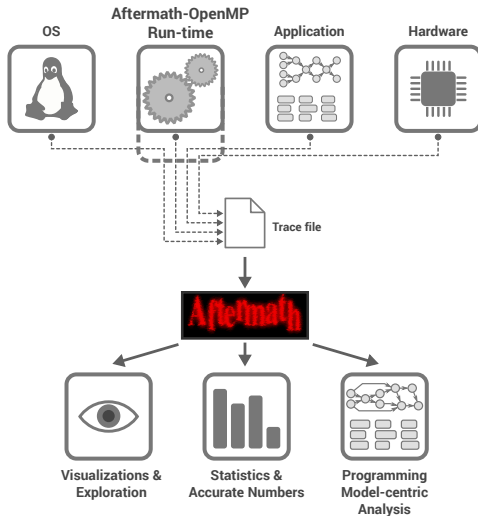 OS
Aftermath-OpenMP
Run-time
Application
Hardware
Trace file
Aftermath
Visualizations &
Exploration
Statistics &
Accurate Numbers
Programming
Model-centric
Analysis